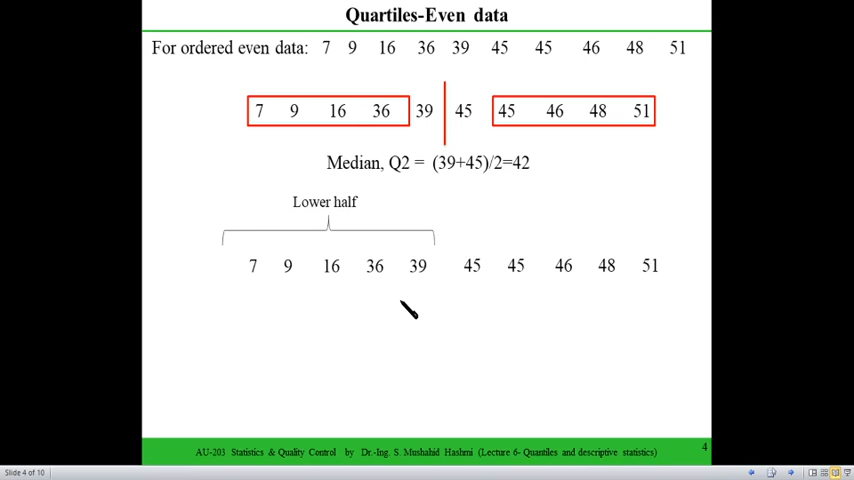 Quartiles-Even data
For ordered even data: 7 9 16 36 39 45 45 46 48 51
7 9 16 36 39 45 45 46 48 51
Median, Q2 = (39+45)/2=42
Lower half
7 9 16 36 39 45 45 46 48 51
AU-203 Statistics & Quality Control by Dr.-Ing. S. Mushahid Hashmi (Lecture 6- Quantiles and descriptive statistics)
4
Slide 4 of 10